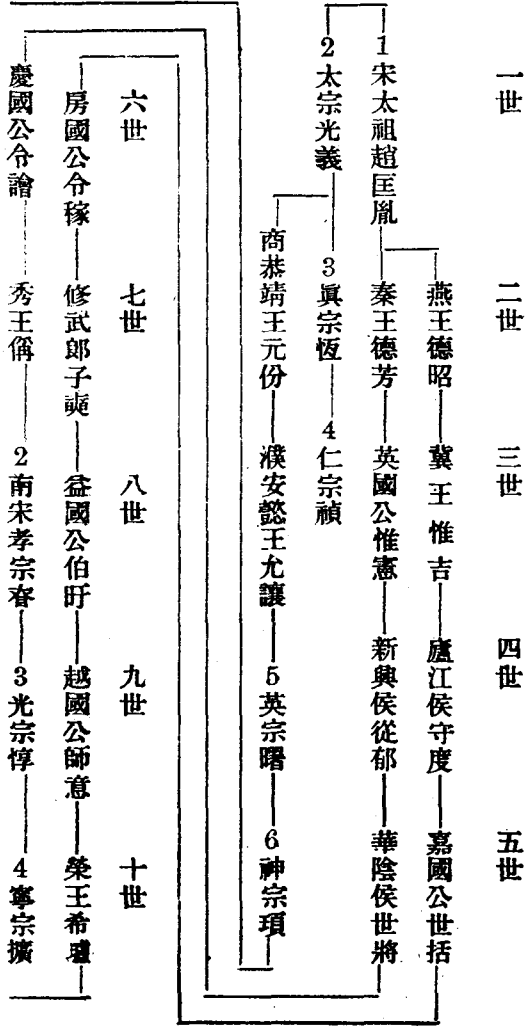 一世 二世 三世 四世 五世
燕王德昭 冀王惟吉 廬江侯守度 嘉國公世括
1宋太祖趙匡胤 秦王德芳 英國公惟憲 新興侯從郁 華陰侯世將
2太宗光義 3眞宗恆 4仁宗禎
商恭靖王元份 濮安懿王允讓 5英宗曙 6神宗頊
六世 七世 八世 九世 十世
房國公令稼 修武郎子奭 益國公伯旴 越國公師意 榮王希瓐
慶國公令譮 秀王偁 2南宋孝宗昚 3光宗惇 4寧宗擴